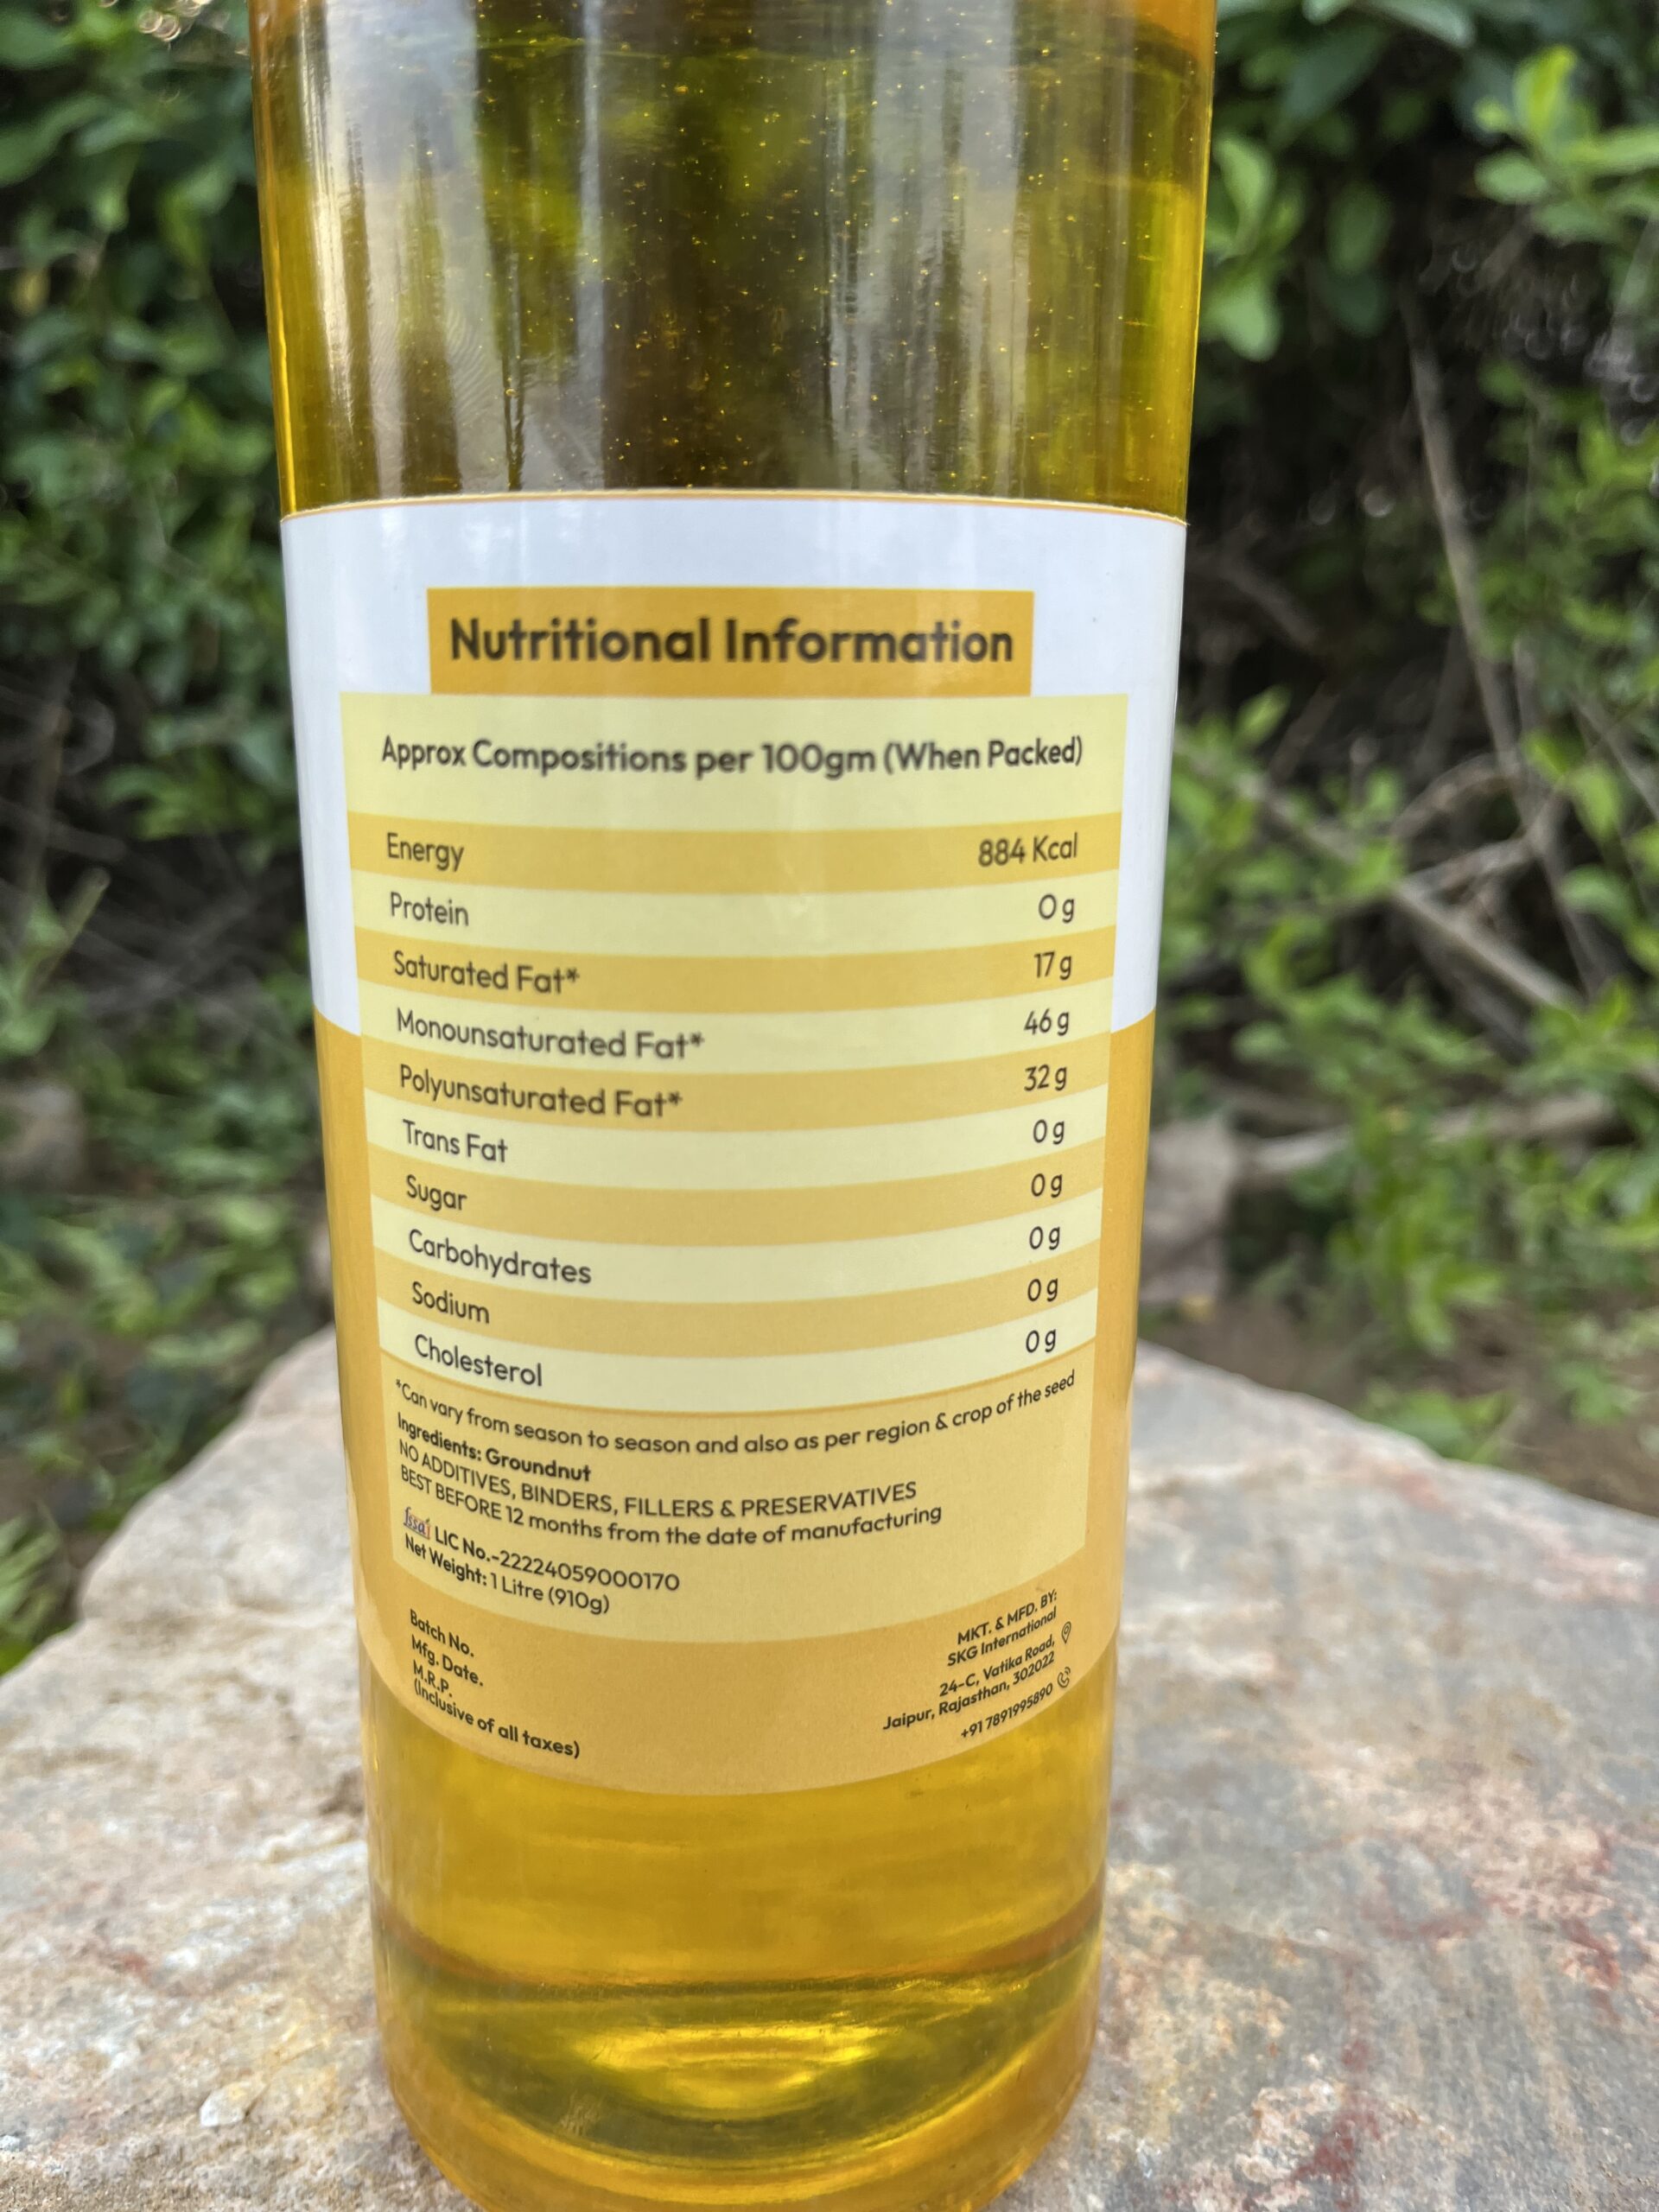 Nutritional Information
Approx Compositions per 100gm (When Packed)
Energy 884 Kcal
Protein 0 g
Saturated Fat* 17 g
Monounsaturated Fat* 46 g
Polyunsaturated Fat* 32 g
Trans Fat 0 g
Sugar 0 g
Carbohydrates 0 g
Sodium 0 g
Cholesterol 0 g
*Can vary from season to season and also as per region & crop of the seed
Ingredients: Groundnut
NO ADDITIVES, BINDERS, FILLERS & PRESERVATIVES
BEST BEFORE 12 months from the date of manufacturing
fssai LIC No.-22224059000170
Net Weight: 1 Litre (910g)
Batch No.
Mfg. Date.
M.R.P.
(Inclusive of all taxes)
MKT. & MFD. BY:
SKG International
24-C, Vatika Road,
Jaipur, Rajasthan, 302022
+91 7891995890